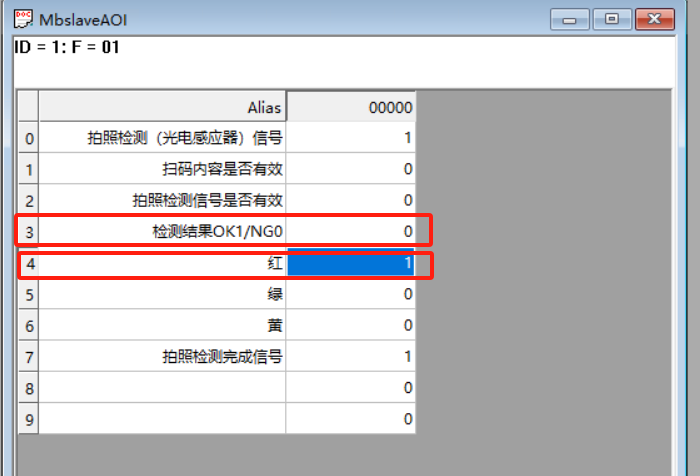 MbslaveAOI
ID = 1: F = 01
Alias 00000
0 拍照检测（光电感应器）信号 1
1 扫码内容是否有效 0
2 拍照检测信号是否有效 0
3 检测结果OK1/NG0 0
4 红 1
5 绿 0
6 黄 0
7 拍照检测完成信号 1
8 0
9 0